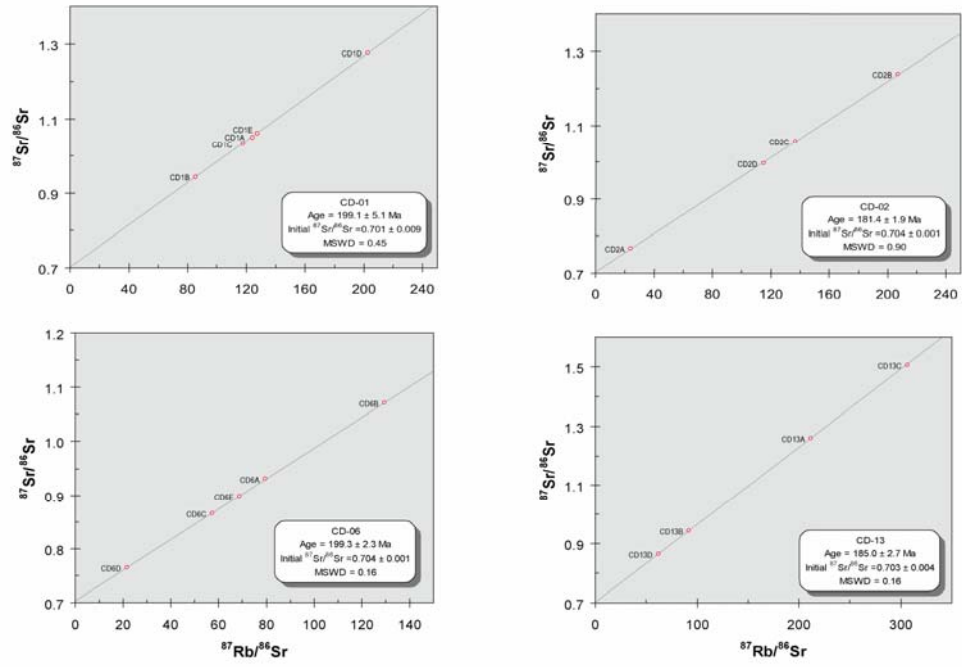 1.3
1.1
0.9
0.7
87Sr/86Sr
CD1D
CD1E
CD1A
CD1C
CD1B
CD-01
Age = 199.1 ± 5.1 Ma
Initial 87Sr/86Sr =0.701 ± 0.009
MSWD = 0.45
0 40 80 120 160 200 240
1.3
1.1
0.9
0.7
87Sr/86Sr
CD2B
CD2C
CD2D
CD2A
CD-02
Age = 181.4 ± 1.9 Ma
Initial 87Sr/86Sr =0.704 ± 0.001
MSWD = 0.90
0 40 80 120 160 200 240
1.2
1.1
1.0
0.9
0.8
0.7
87Sr/86Sr
CD6B
CD6A
CD6E
CD6C
CD6D
CD-06
Age = 199.3 ± 2.3 Ma
Initial 87Sr/86Sr =0.704 ± 0.001
MSWD = 0.16
0 20 40 60 80 100 120 140
87Rb/86Sr
1.5
1.3
1.1
0.9
0.7
87Sr/86Sr
CD13C
CD13A
CD13B
CD13D
CD-13
Age = 185.0 ± 2.7 Ma
Initial 87Sr/86Sr =0.703 ± 0.004
MSWD = 0.16
0 100 200 300
87Rb/86Sr